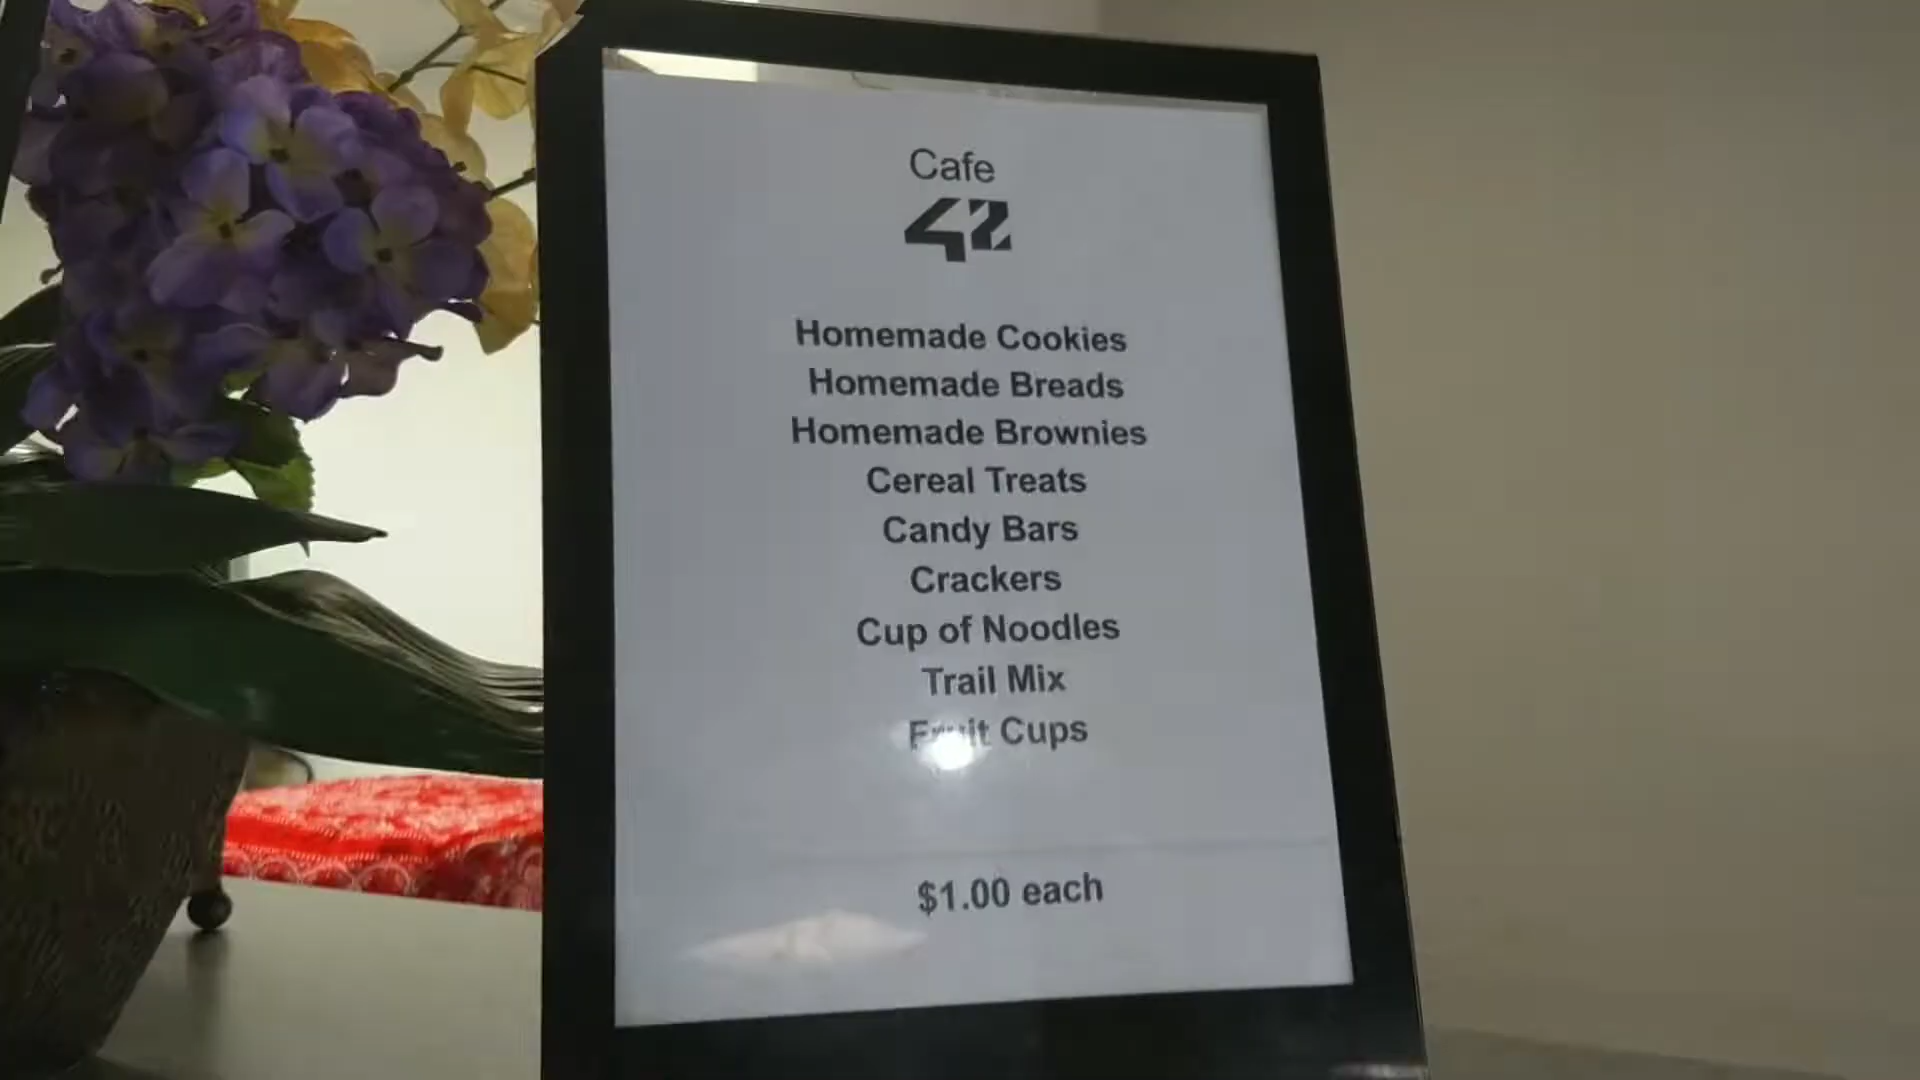 Cafe
42
Homemade Cookies
Homemade Breads
Homemade Brownies
Cereal Treats
Candy Bars
Crackers
Cup of Noodles
Trail Mix
Fruit Cups
$1.00 each